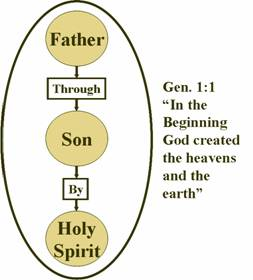 Father
Through
Son
By
Holy
Spirit
Gen. 1:1
“In the
Beginning
God created
the heavens
and the
earth”